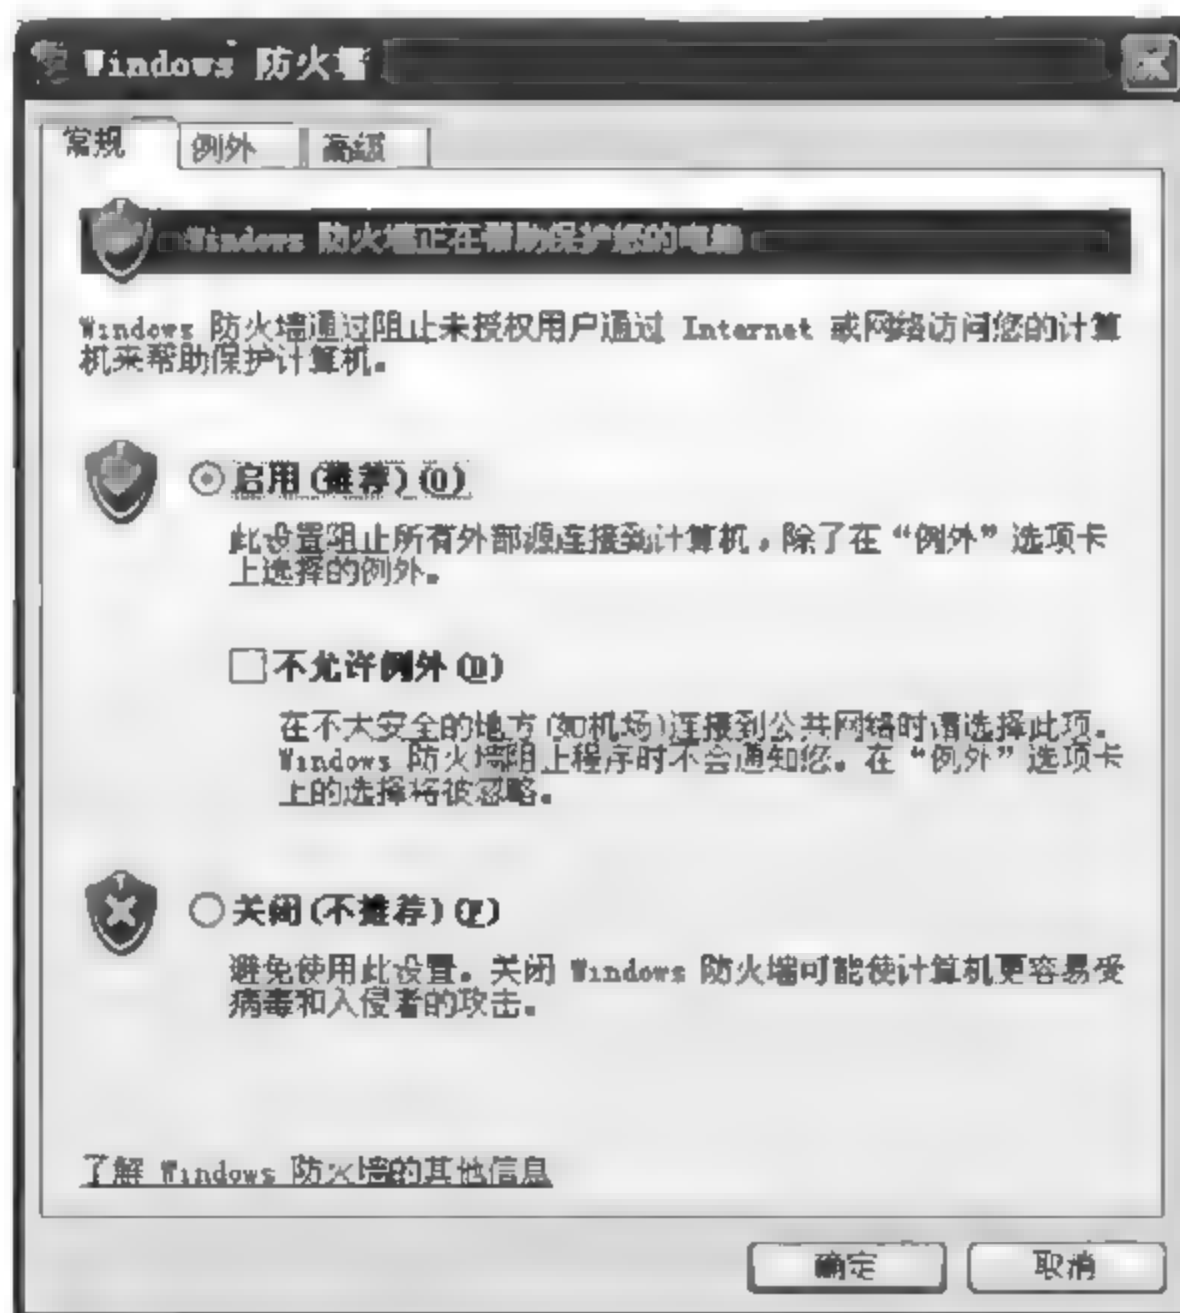 Windows 防火墙
常规 例外 高级
Windows 防火墙正在帮助保护您的电脑
Windows 防火墙通过阻止未授权用户通过 Internet 或网络访问您的计算
机来帮助保护计算机。
启用(推荐)(O)
此设置阻止所有外部源连接到计算机，除了在“例外”选项卡
上选择的例外。
不允许例外(D)
在不太安全的地方(如机场)连接到公共网络时请选择此项。
Windows 防火墙阻止程序时不会通知您。在“例外”选项卡
上的选择将被忽略。
关闭(不推荐)(F)
避免使用此设置。关闭 Windows 防火墙可能使计算机更容易受
病毒和入侵者的攻击。
了解 Windows 防火墙的其他信息
确定 取消